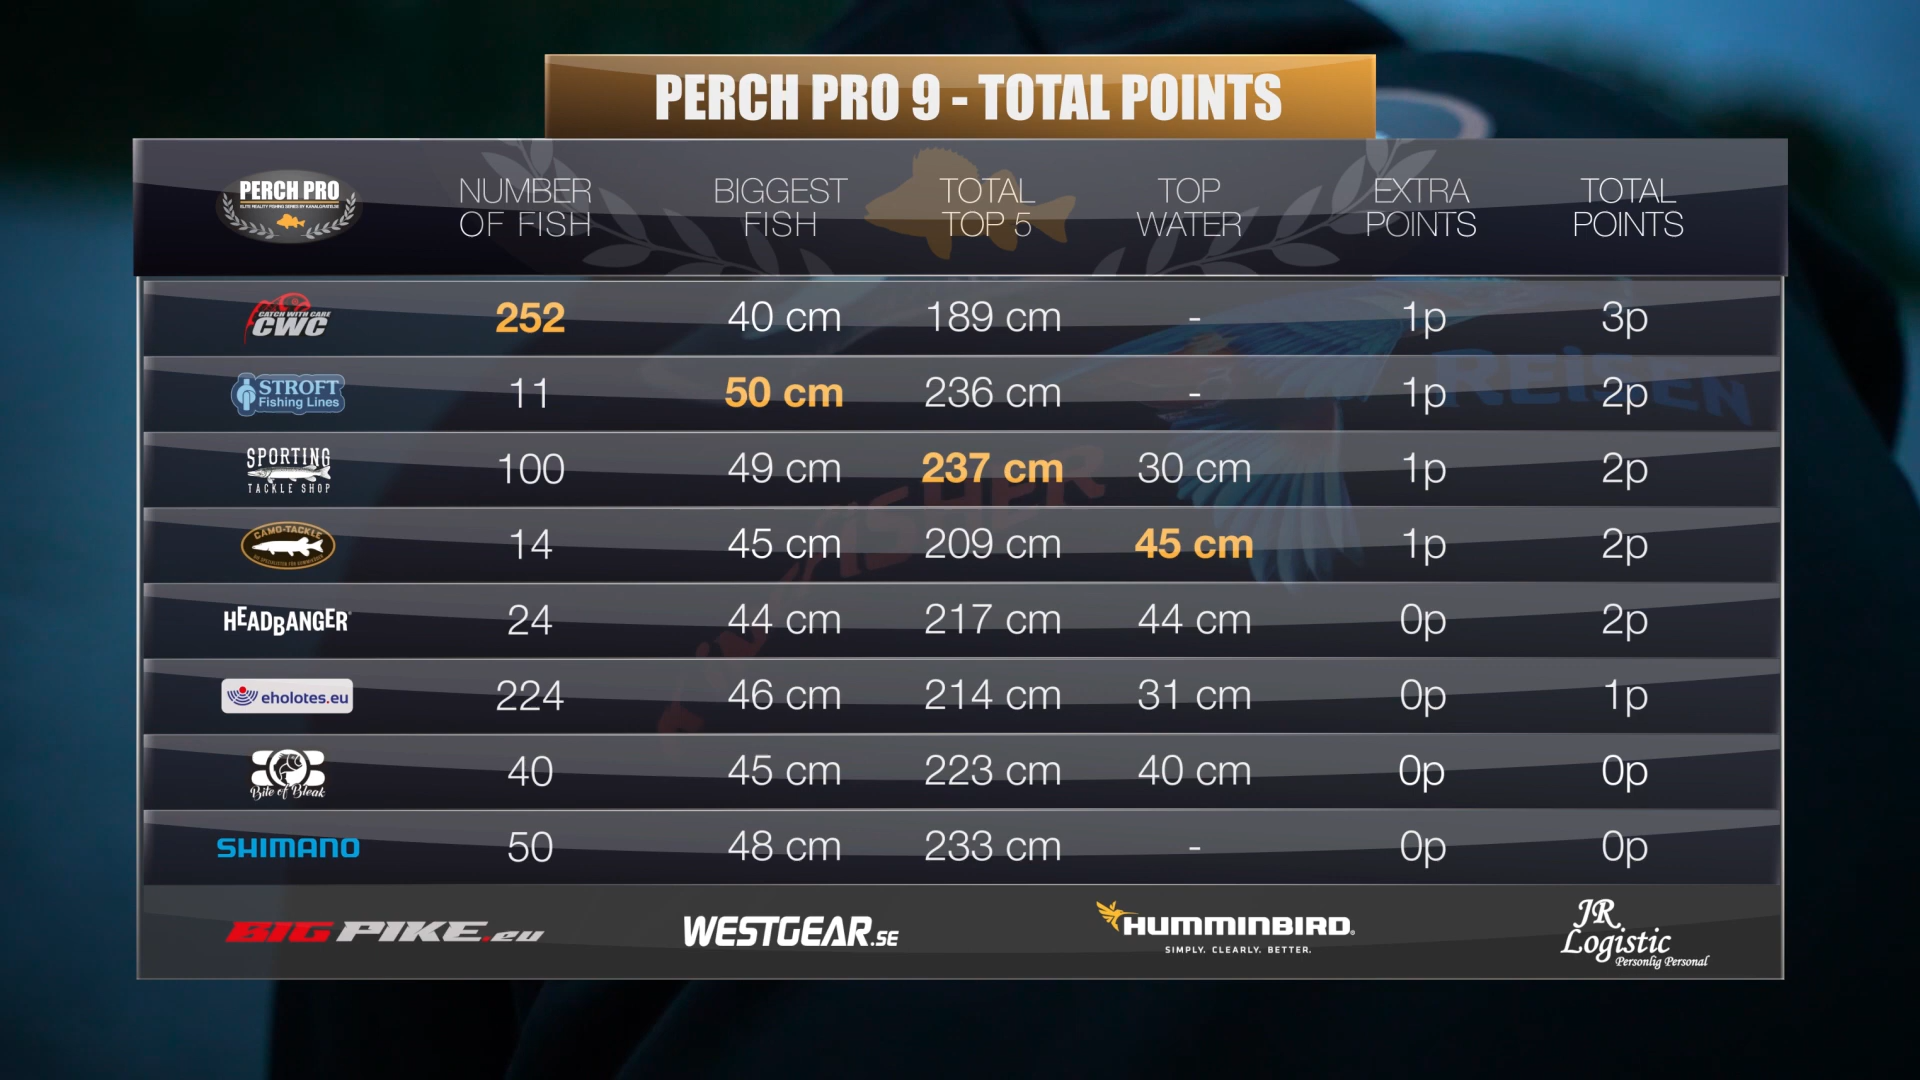 PERCH PRO 9 - TOTAL POINTS
PERCH PRO
NUMBER OF FISH
BIGGEST FISH
TOTAL TOP 5
TOP WATER
EXTRA POINTS
TOTAL POINTS
CATCH WITH CARE CWC 252 40 cm 189 cm - 1p 3p
STROFT Fishing Lines 11 50 cm 236 cm - 1p 2p
SPORTING TACKLE SHOP 100 49 cm 237 cm 30 cm 1p 2p
CAMO-TACKLE 14 45 cm 209 cm 45 cm 1p 2p
HEADBANGER 24 44 cm 217 cm 44 cm 0p 2p
eholotes.eu 224 46 cm 214 cm 31 cm 0p 1p
Bite of Bleak 40 45 cm 223 cm 40 cm 0p 0p
SHIMANO 50 48 cm 233 cm - 0p 0p
BIG PIKE.eu
WESTGEAR.SE
HUMMINBIRD
SIMPLY. CLEARLY. BETTER.
JR Logistic
Personlig Personal
REISEN